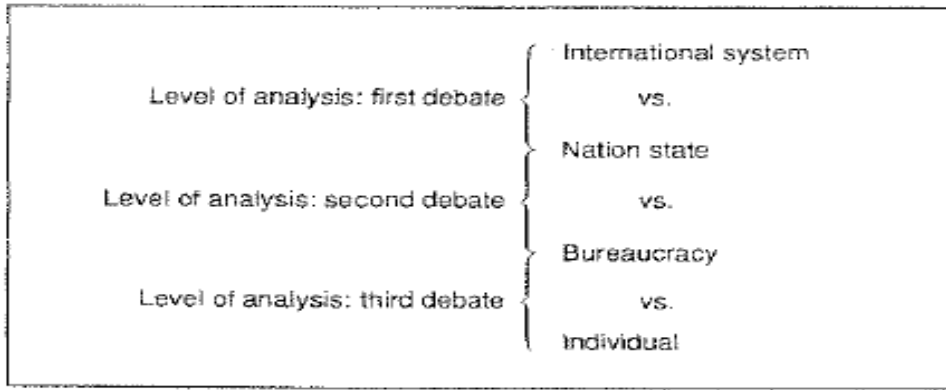 International system
Level of analysis: first debate
vs.
Nation state
Level of analysis: second debate
vs.
Bureaucracy
Level of analysis: third debate
vs.
Individual